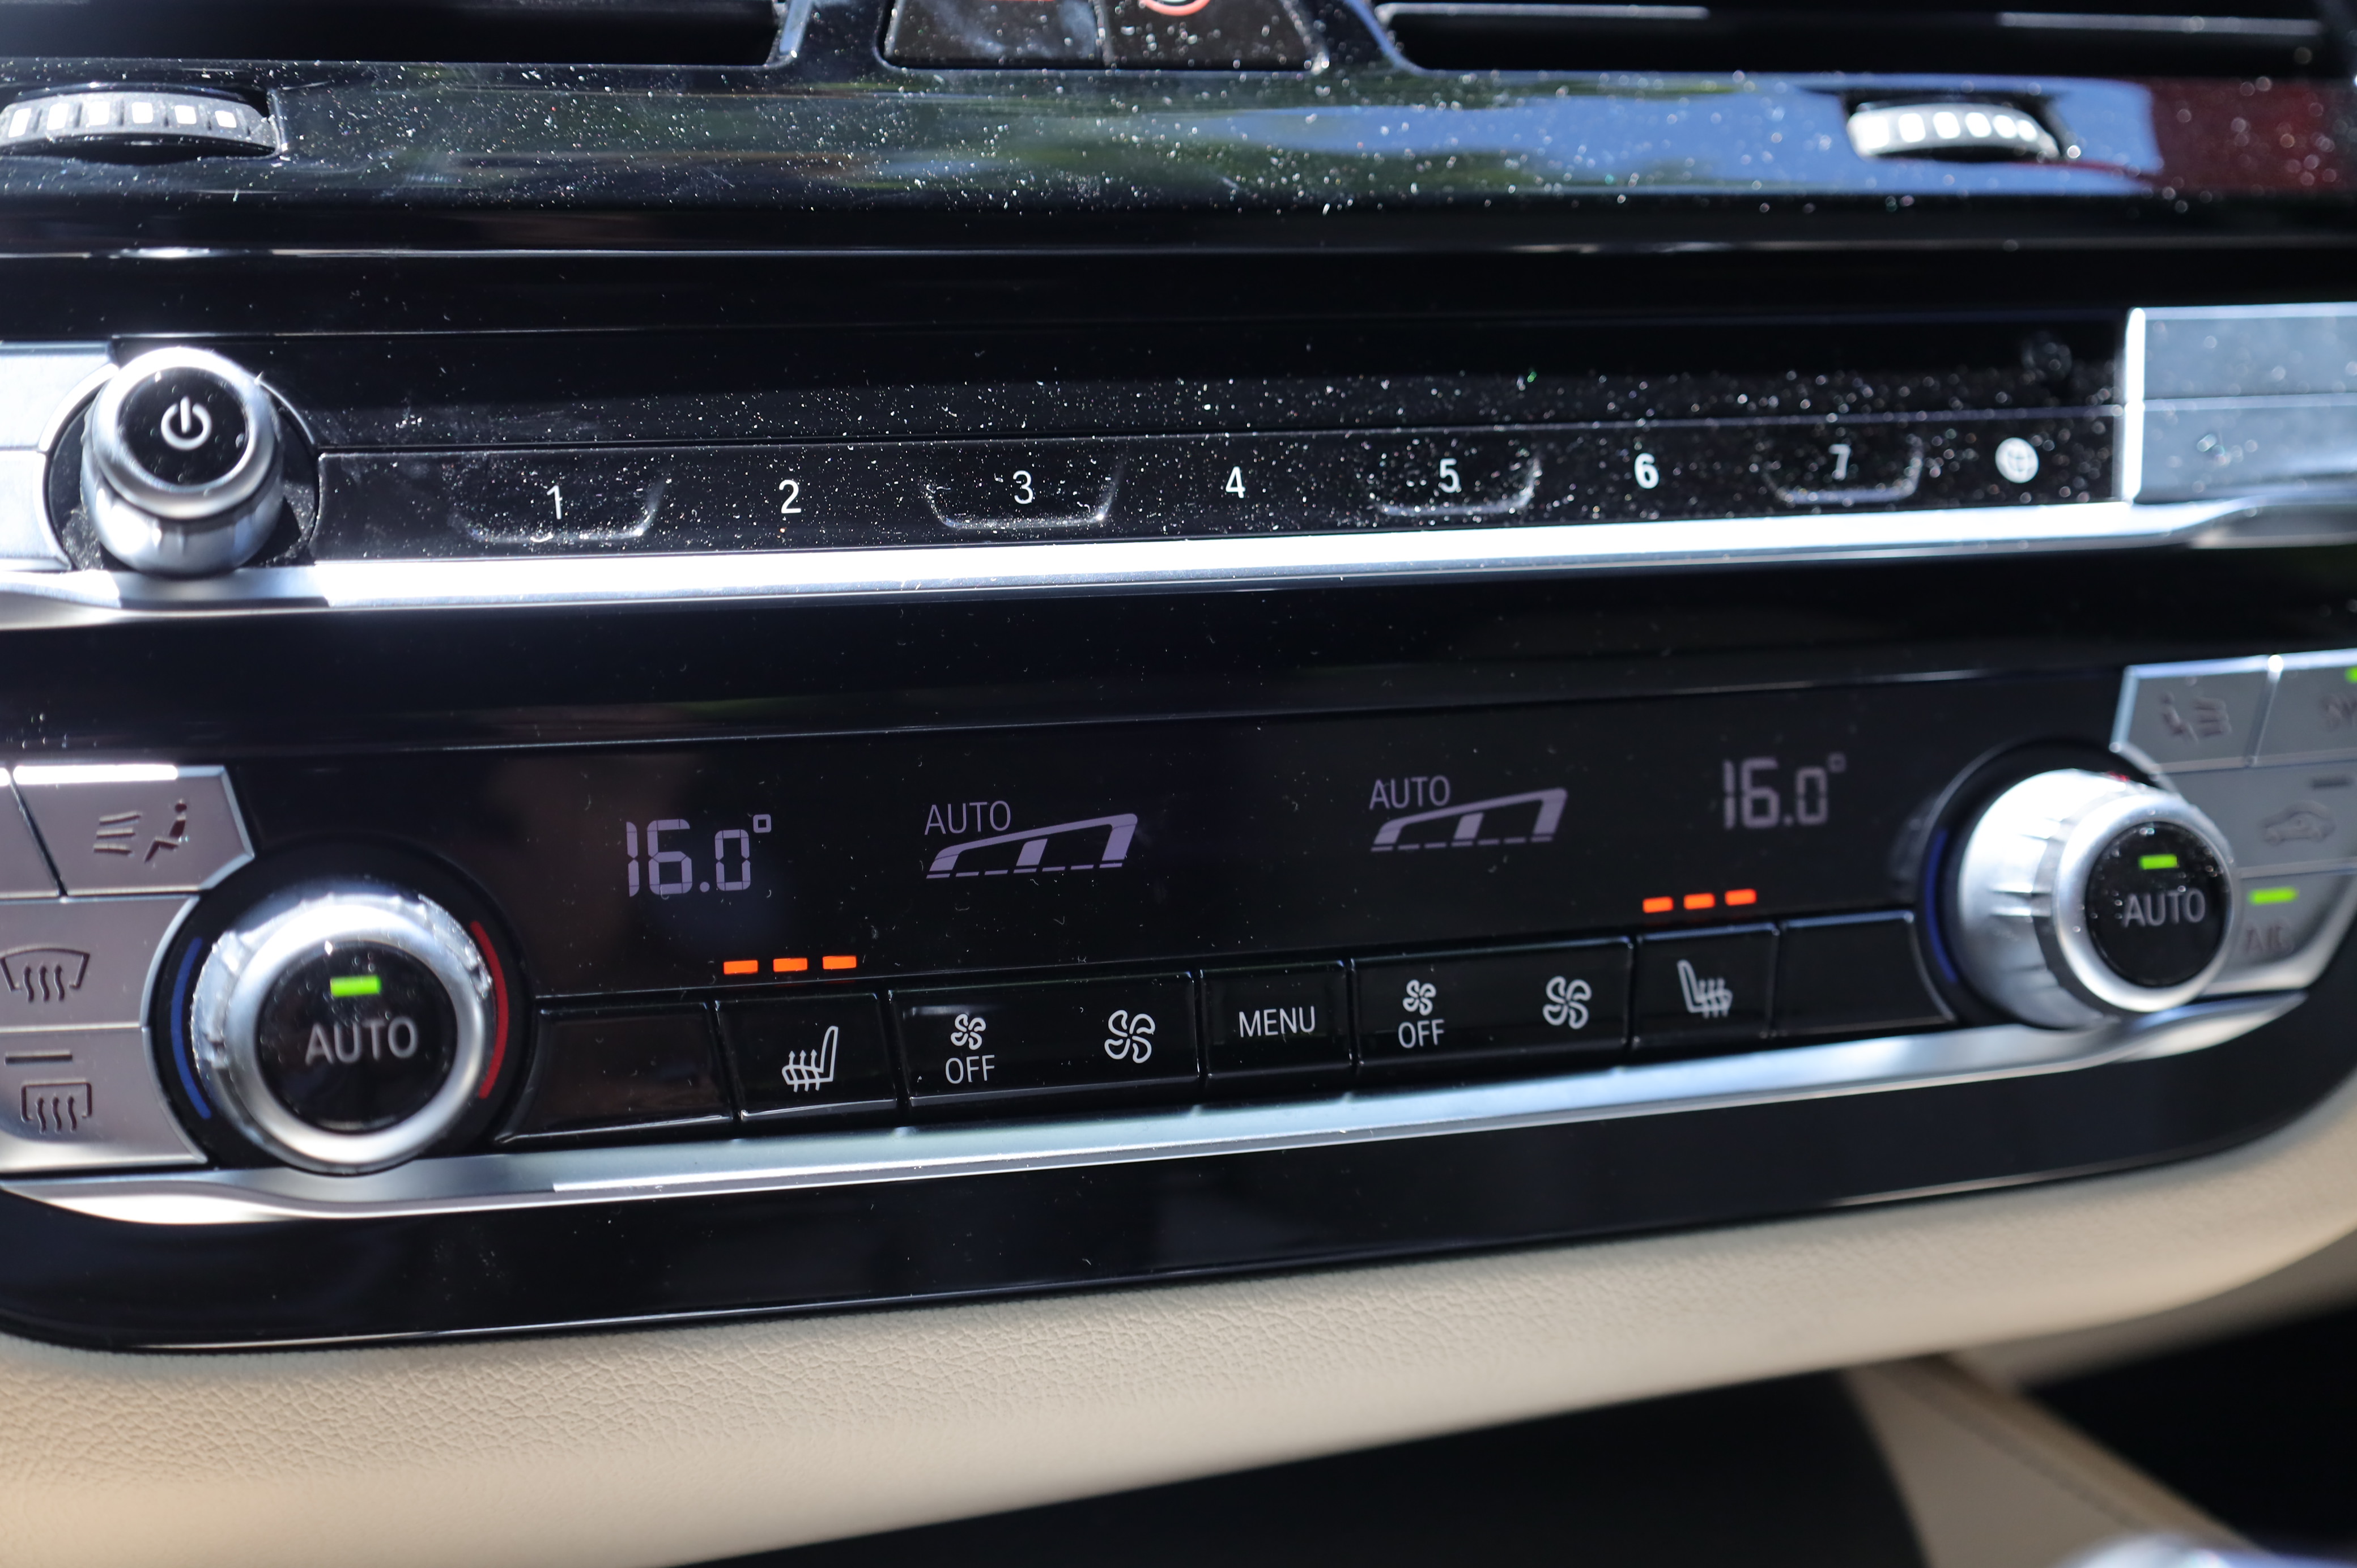 1 2 3 4 5 6 7
16.0° AUTO AUTO 16.0°
AUTO
AUTO
A/C
OFF MENU OFF